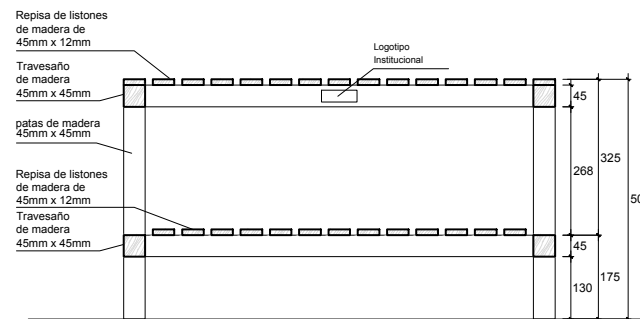 Repisa de listones
de madera de
45mm x 12mm
Logotipo
Institucional
Travesaño
de madera
45mm x 45mm
45
patas de madera
45mm x 45mm
325
268
Repisa de listones
de madera de
45mm x 12mm
Travesaño
de madera
45mm x 45mm
45
175
130